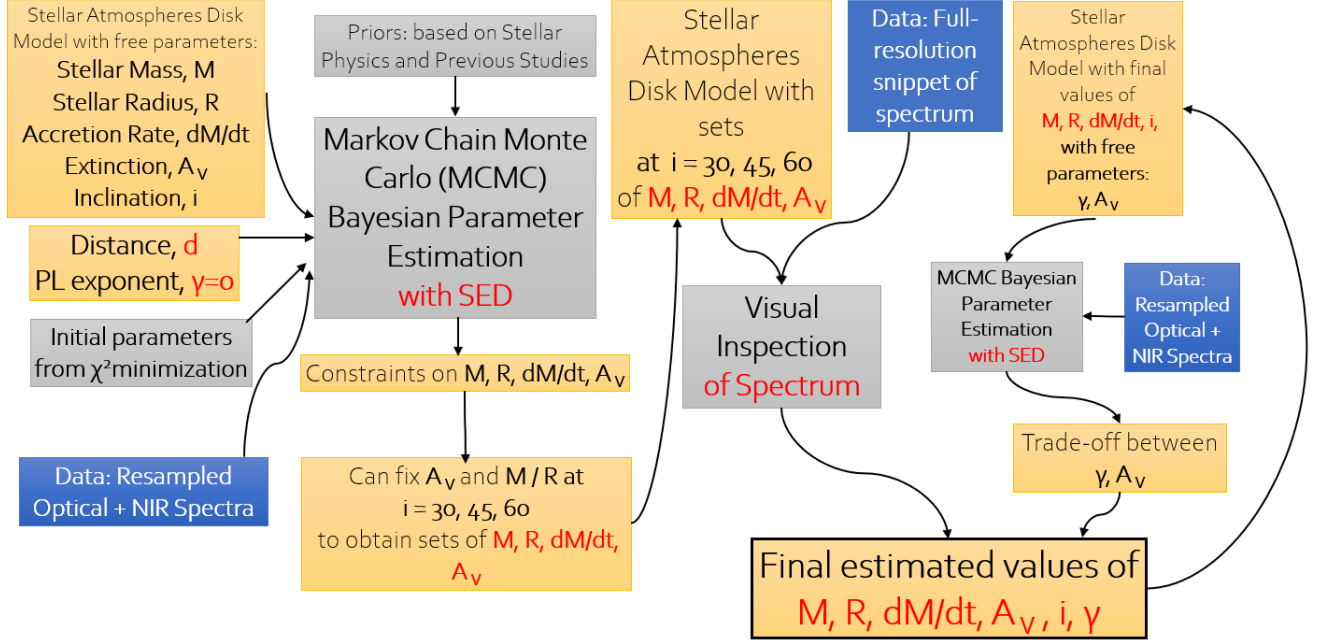 Stellar Atmospheres Disk
Model with free parameters:
Stellar Mass, M
Stellar Radius, R
Accretion Rate, dM/dt
Extinction, Aᵥ
Inclination, i
Distance, d
PL exponent, γ=0
Initial parameters
from χ² minimization
Data: Resampled
Optical + NIR Spectra
Priors: based on Stellar
Physics and Previous Studies
Markov Chain Monte
Carlo (MCMC)
Bayesian Parameter
Estimation
with SED
Constraints on M, R, dM/dt, Aᵥ
Can fix Aᵥ and M / R at
i = 30, 45, 60
to obtain sets of M, R, dM/dt,
Aᵥ
Stellar
Atmospheres
Disk Model with
sets
at i = 30, 45, 60
of M, R, dM/dt, Aᵥ
Data: Full-
resolution
snippet of
spectrum
Visual
Inspection
of Spectrum
Stellar
Atmospheres Disk
Model with final
values of
M, R, dM/dt, i,
with free
parameters:
γ, Aᵥ
MCMC Bayesian
Parameter
Estimation
with SED
Data:
Resampled
Optical +
NIR Spectra
Trade-off between
γ, Aᵥ
Final estimated values of
M, R, dM/dt, Aᵥ, i, γ